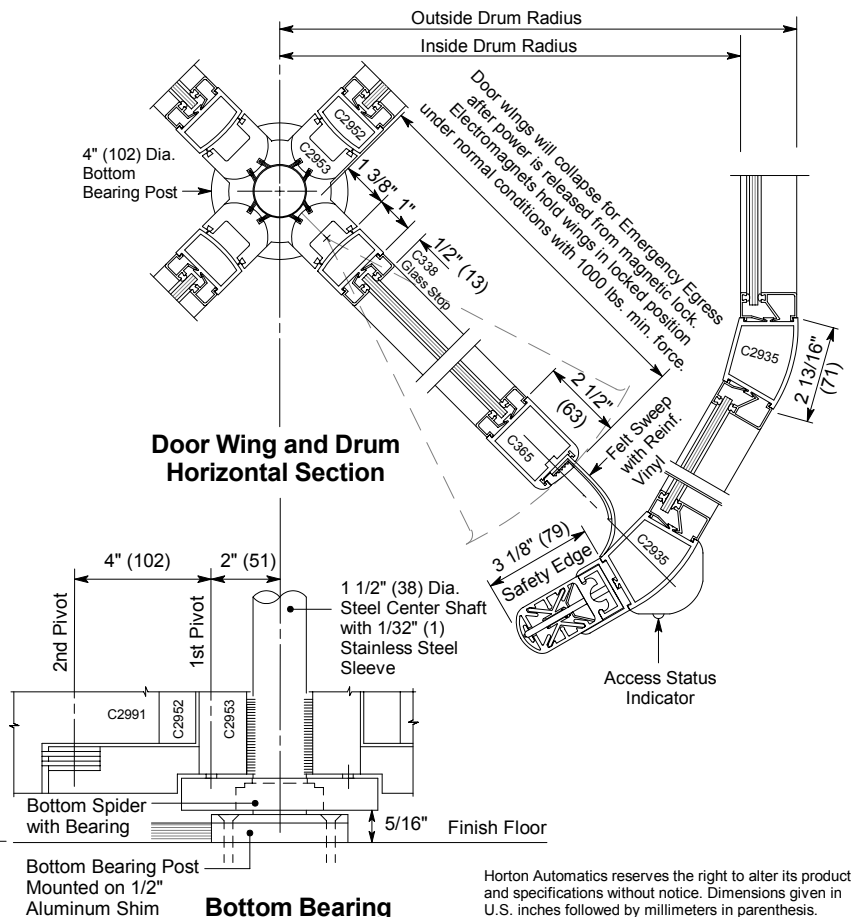 Outside Drum Radius
Inside Drum Radius
Door wings will collapse for Emergency Egress
after power is released from magnetic lock.
Electromagnets hold wings in locked position
under normal conditions with 1000 lbs. min. force.
C2952
C2953
4" (102) Dia.
Bottom
Bearing Post
1 3/8"
1"
1/2" (13)
C338
Glass Stop
C2935
2 13/16"
(71)
2 1/2"
(63)
C365
Felt Sweep
with Reinf.
Vinyl
Door Wing and Drum
Horizontal Section
3 1/8" (79)
Safety Edge
C2935
Access Status
Indicator
4" (102)
2" (51)
2nd Pivot
1st Pivot
1 1/2" (38) Dia.
Steel Center Shaft
with 1/32" (1)
Stainless Steel
Sleeve
C2991
C2952
C2953
Bottom Spider
with Bearing
5/16"
Finish Floor
Bottom Bearing Post
Mounted on 1/2"
Aluminum Shim
Bottom Bearing
Horton Automatics reserves the right to alter its product
and specifications without notice. Dimensions given in
U.S. inches followed by millimeters in parenthesis.